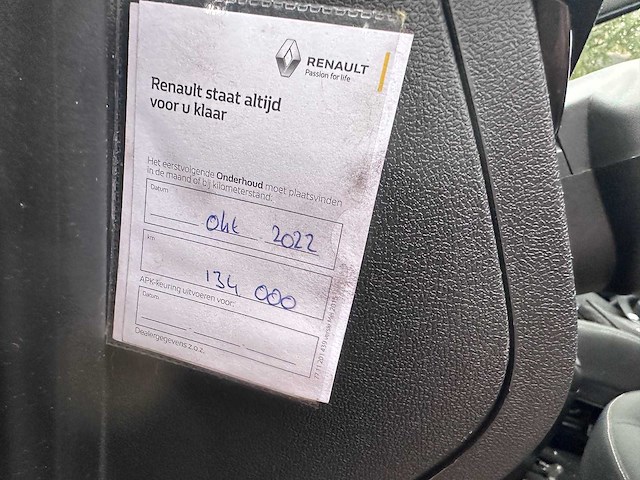 RENAULT
Passion for life
Renault staat altijd
voor u klaar
Het eerstvolgende Onderhoud moet plaatsvinden
in de maand of bij kilometerstand:
Datum
Okt 2022
km
134 000
APK-keuring uitvoeren voor:
Datum
Dealergegevens z.o.z.